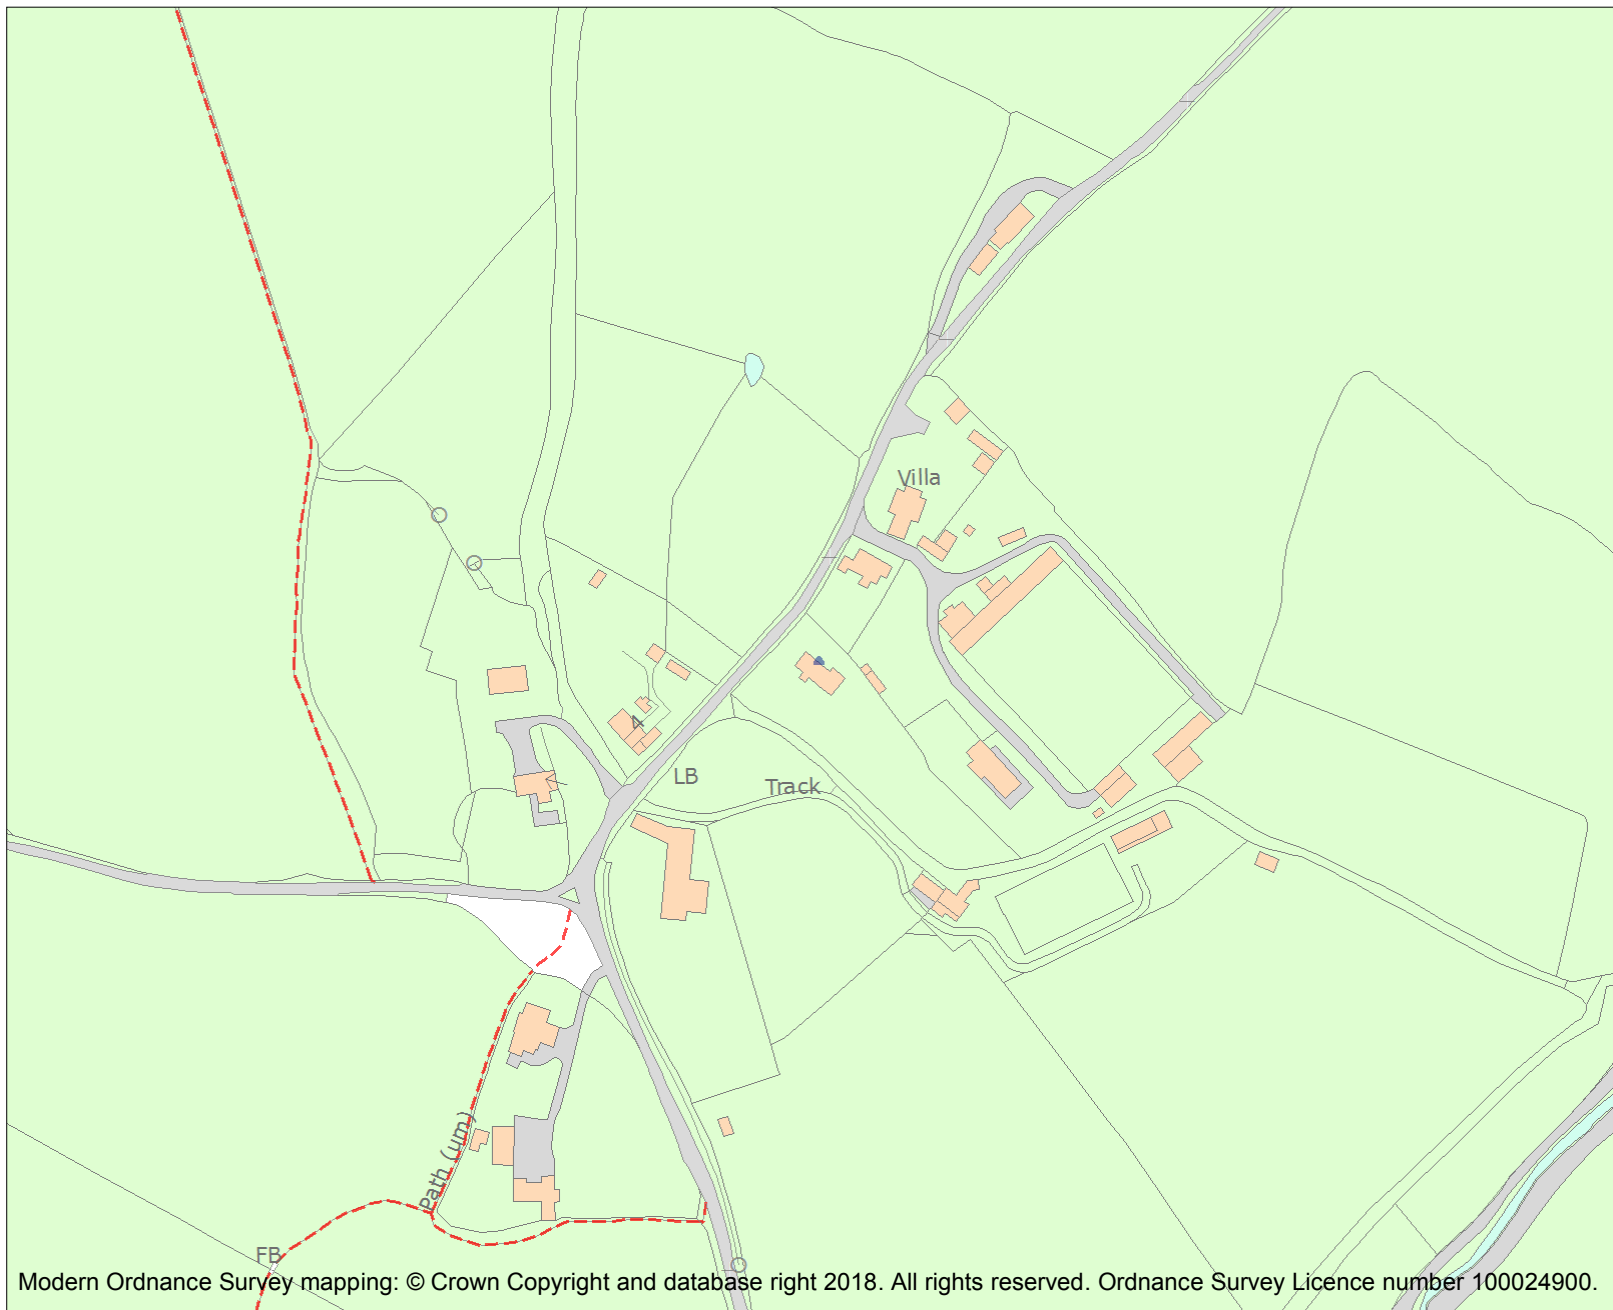 Villa
4
LB
Track
Path (um)
FB
Modern Ordnance Survey mapping: © Crown Copyright and database right 2018. All rights reserved. Ordnance Survey Licence number 100024900.